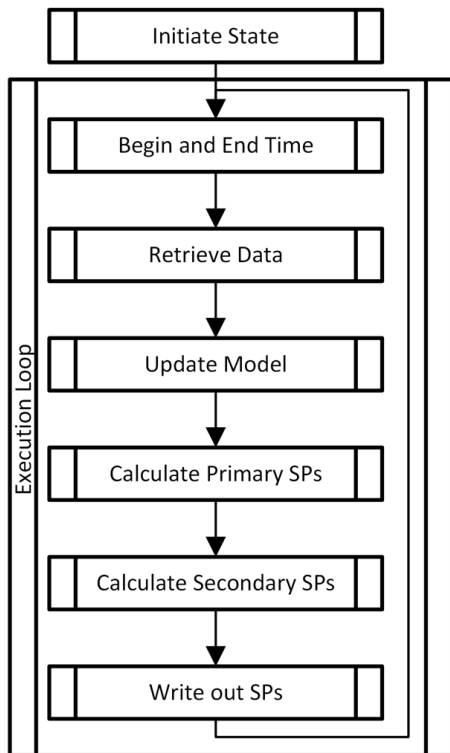 Initiate State
Begin and End Time
Retrieve Data
Update Model
Execution Loop
Calculate Primary SPs
Calculate Secondary SPs
Write out SPs